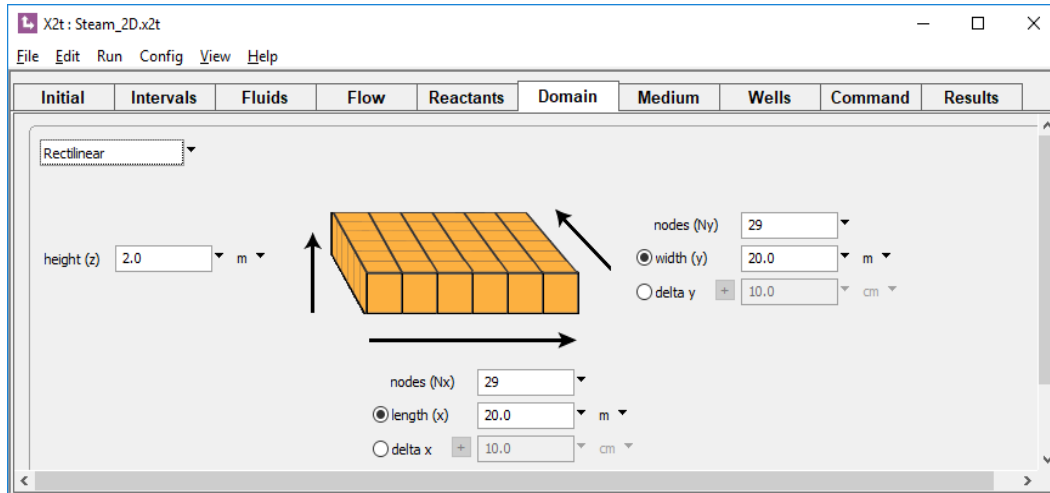 X2t : Steam_2D.x2t
File Edit Run Config View Help
Initial Intervals Fluids Flow Reactants Domain Medium Wells Command Results
Rectilinear
height (z) 2.0 m
nodes (Ny) 29
width (y) 20.0 m
delta y + 10.0 cm
nodes (Nx) 29
length (x) 20.0 m
delta x + 10.0 cm